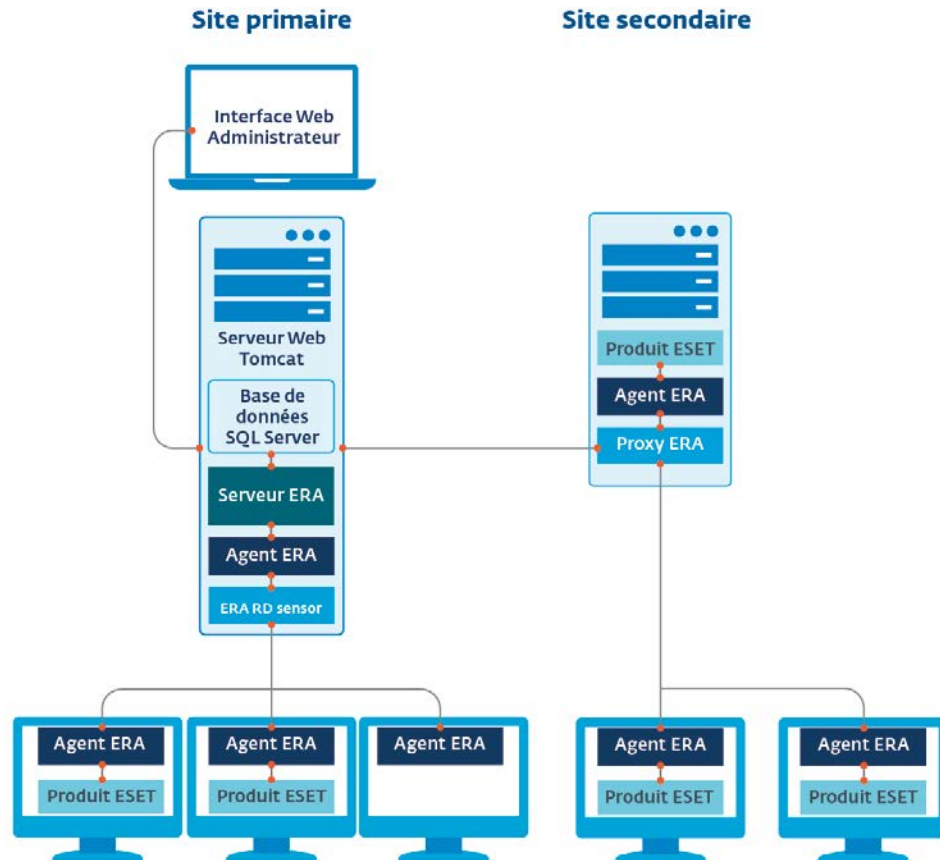 Site primaire
Site secondaire
Interface Web
Administrateur
Serveur Web
Tomcat
Base de
données
SQL Server
Serveur ERA
Agent ERA
ERA RD sensor
Produit ESET
Agent ERA
Proxy ERA
Agent ERA
Produit ESET
Agent ERA
Produit ESET
Agent ERA
Agent ERA
Produit ESET
Agent ERA
Produit ESET